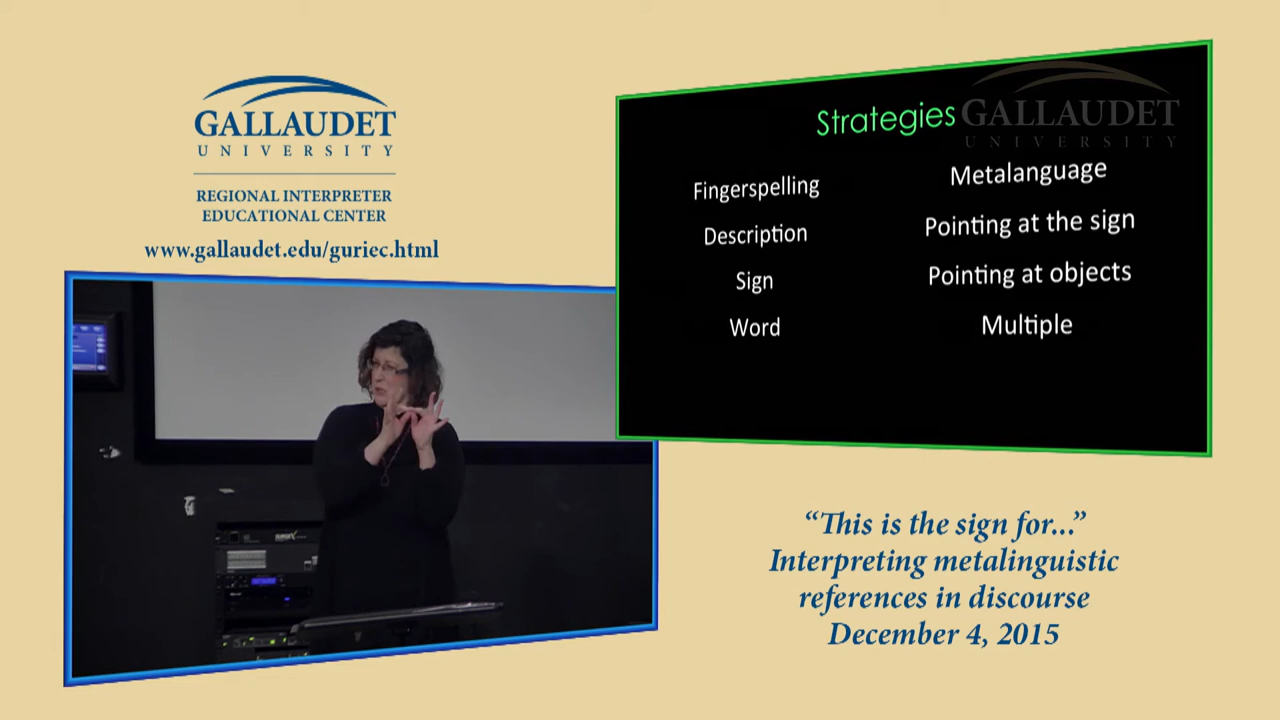 GALLAUDET
UNIVERSITY
REGIONAL INTERPRETER
EDUCATIONAL CENTER
www.gallaudet.edu/guriec.html
Strategies
GALLAUDET
UNIVERSITY
Fingerspelling
Description
Sign
Word
Metalanguage
Pointing at the sign
Pointing at objects
Multiple
“This is the sign for...”
Interpreting metalinguistic
references in discourse
December 4, 2015